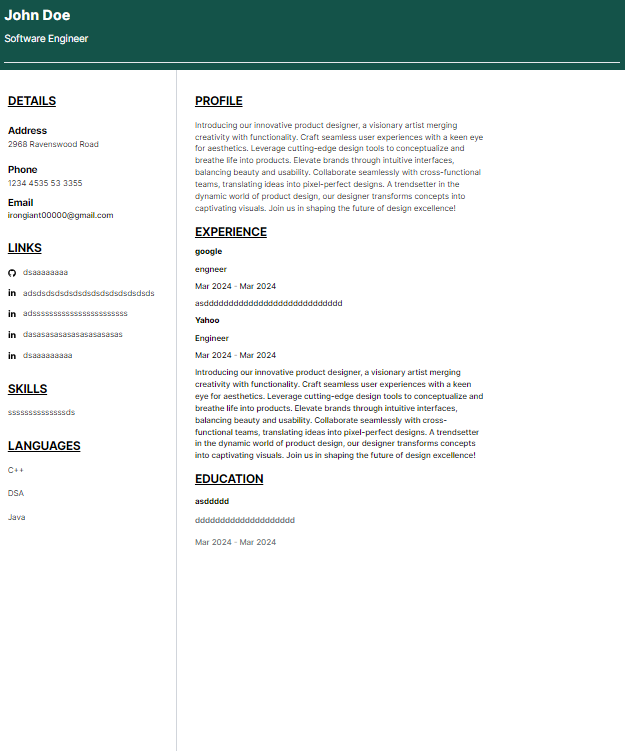 John Doe
Software Engineer
DETAILS
Address
2968 Ravenswood Road
Phone
1234 4535 53 3355
Email
irongiant00000@gmail.com
LINKS
dsaaaaaaaa
adsdsdsdsdsdsdsdsdsdsdsdsdsds
adssssssssssssssssssssssss
dasasasasasasasasasasas
dsaaaaaaaaa
SKILLS
ssssssssssssssds
LANGUAGES
C++
DSA
Java
PROFILE
Introducing our innovative product designer, a visionary artist merging
creativity with functionality. Craft seamless user experiences with a keen eye
for aesthetics. Leverage cutting-edge design tools to conceptualize and
breathe life into products. Elevate brands through intuitive interfaces,
balancing beauty and usability. Collaborate seamlessly with cross-functional
teams, translating ideas into pixel-perfect designs. A trendsetter in the
dynamic world of product design, our designer transforms concepts into
captivating visuals. Join us in shaping the future of design excellence!
EXPERIENCE
google
engneer
Mar 2024 - Mar 2024
asddddddddddddddddddddddddddddd
Yahoo
Engineer
Mar 2024 - Mar 2024
Introducing our innovative product designer, a visionary artist merging
creativity with functionality. Craft seamless user experiences with a keen
eye for aesthetics. Leverage cutting-edge design tools to conceptualize and
breathe life into products. Elevate brands through intuitive interfaces,
balancing beauty and usability. Collaborate seamlessly with cross-
functional teams, translating ideas into pixel-perfect designs. A trendsetter
in the dynamic world of product design, our designer transforms concepts
into captivating visuals. Join us in shaping the future of design excellence!
EDUCATION
asddddd
dddddddddddddddddddd
Mar 2024 - Mar 2024